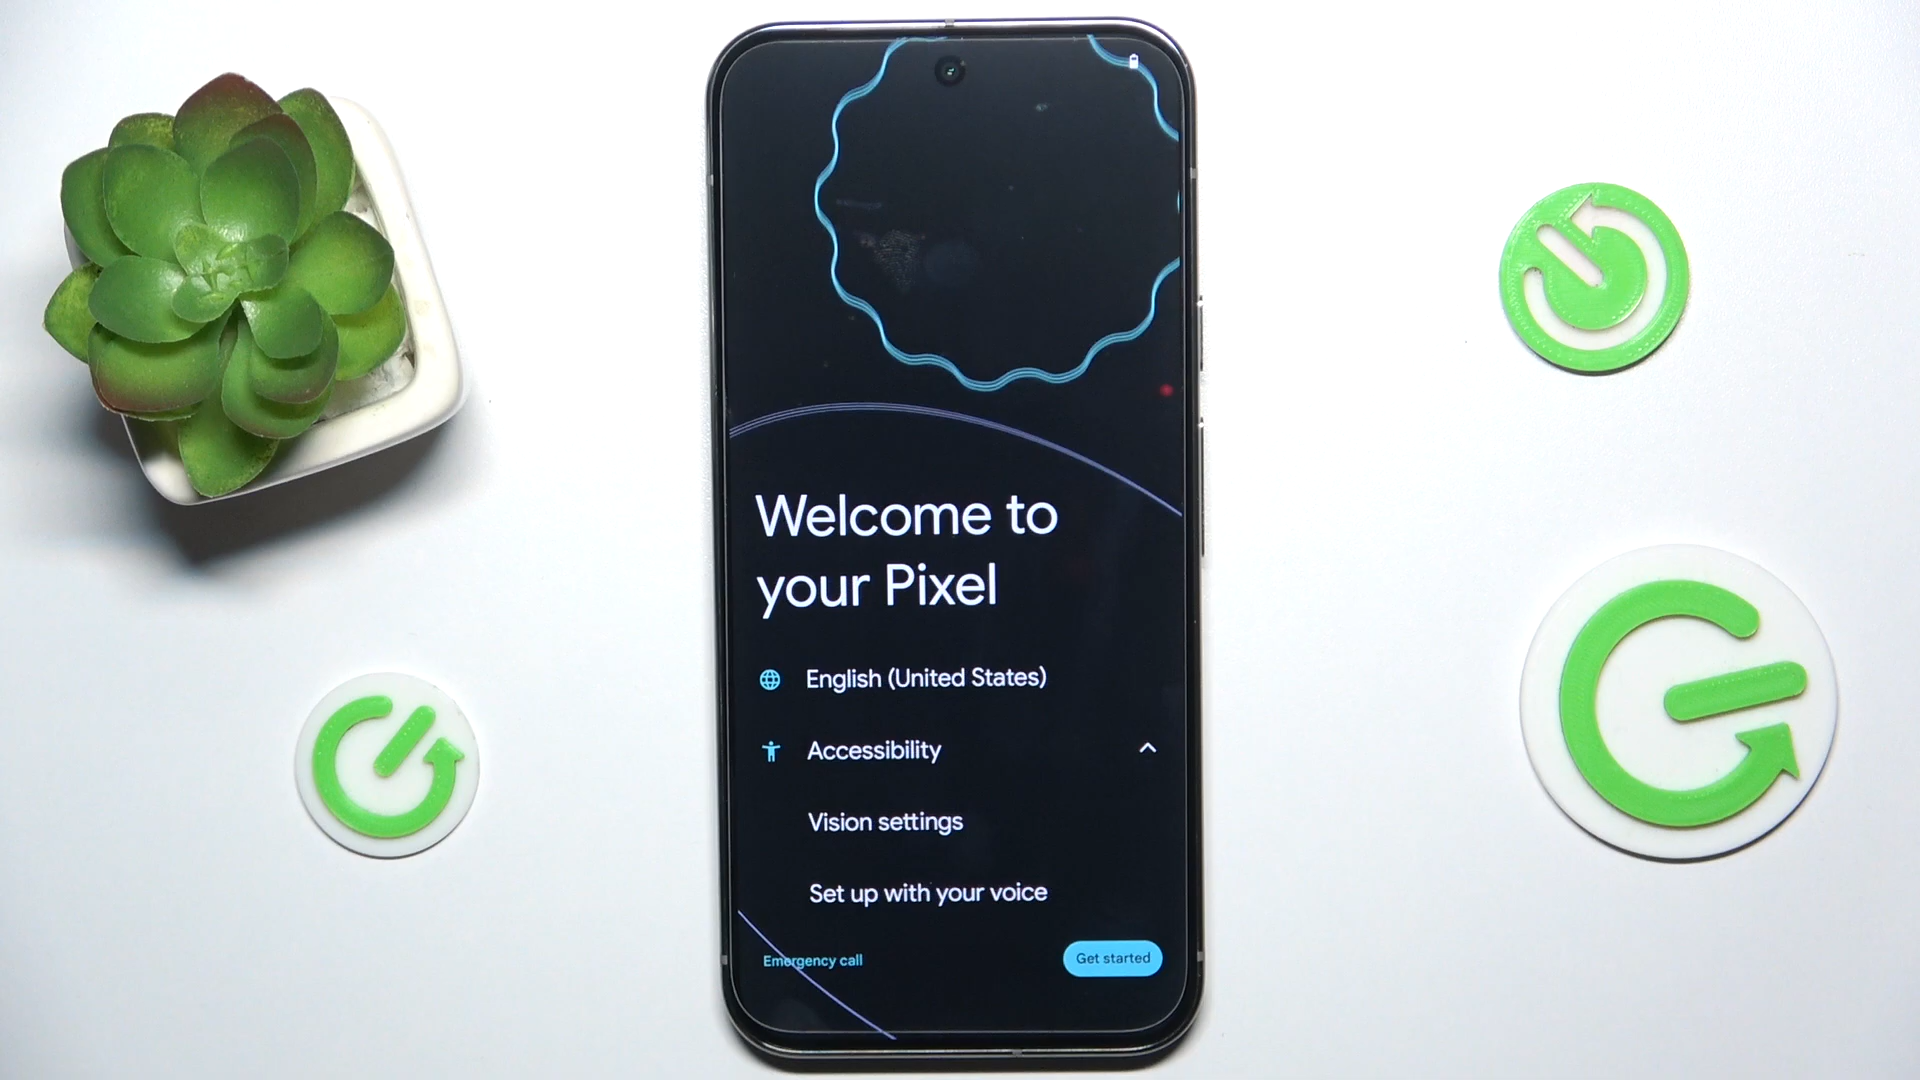 Welcome to
your Pixel
English (United States)
Accessibility
Vision settings
Set up with your voice
Emergency call
Get started